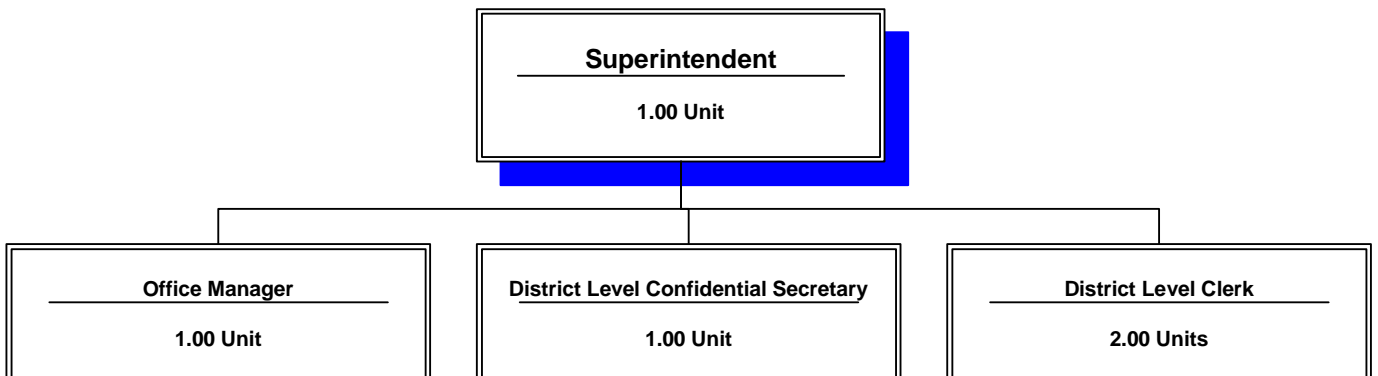 Superintendent
1.00 Unit
Office Manager
1.00 Unit
District Level Confidential Secretary
1.00 Unit
District Level Clerk
2.00 Units